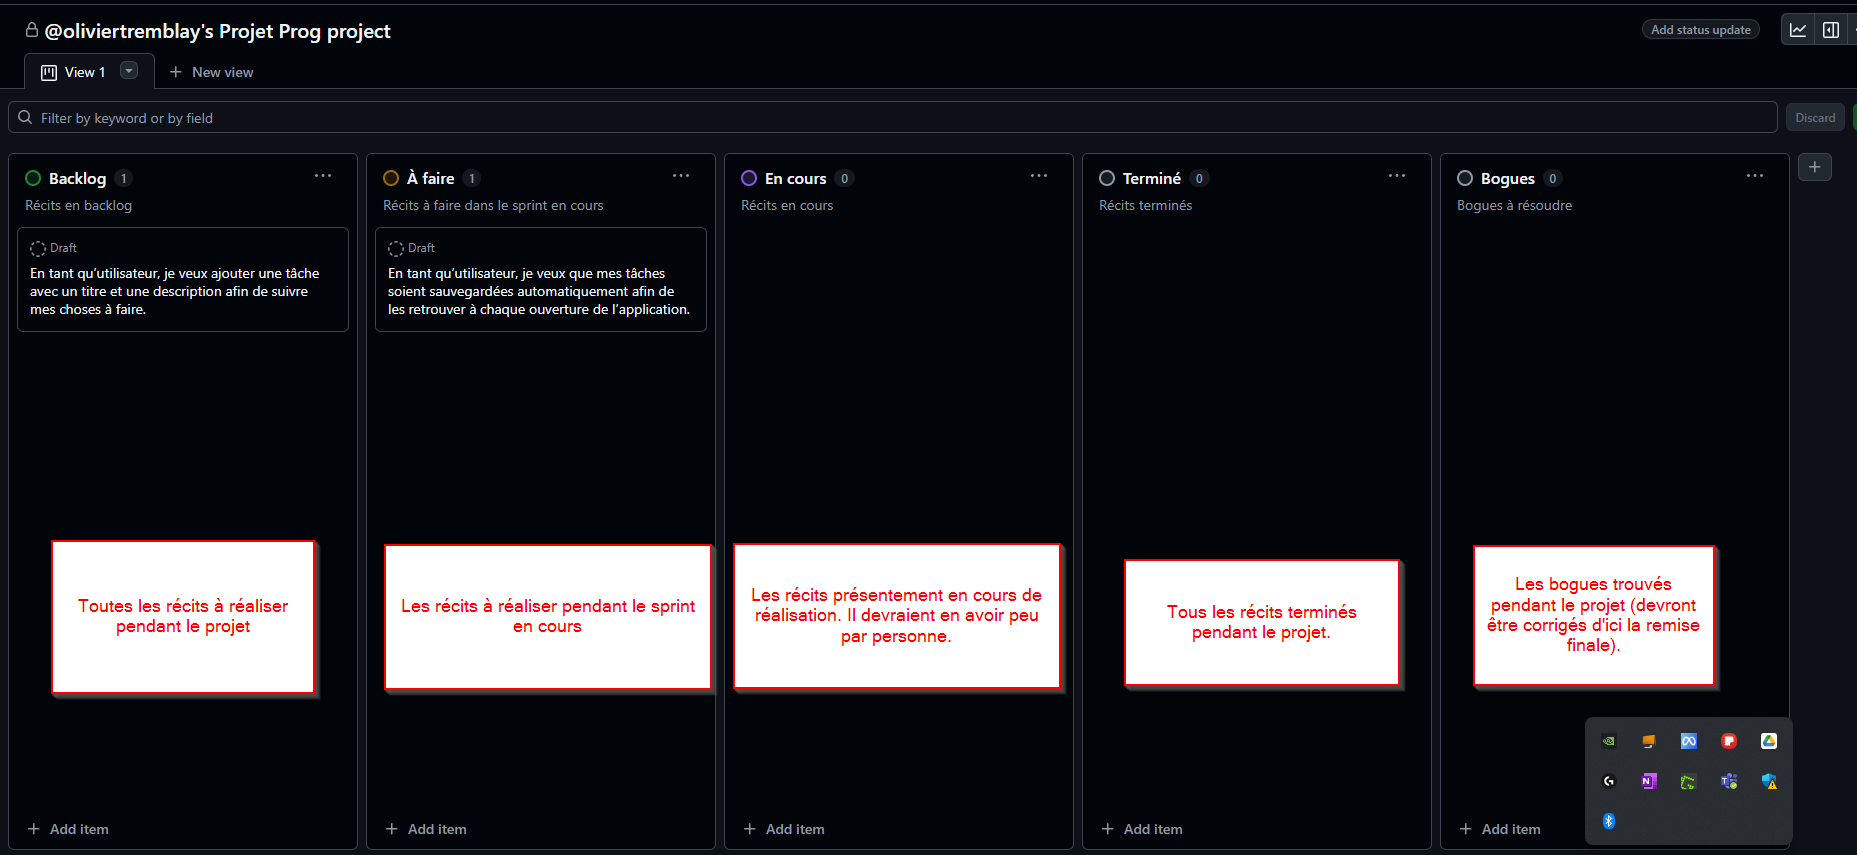 @oliviertremblay's Projet Prog project
Add status update
View 1
New view
Filter by keyword or by field
Discard
Backlog 1
Récits en backlog
Draft
En tant qu’utilisateur, je veux ajouter une tâche
avec un titre et une description afin de suivre
mes choses à faire.
Toutes les récits à réaliser
pendant le projet
Add item
À faire 1
Récits à faire dans le sprint en cours
Draft
En tant qu’utilisateur, je veux que mes tâches
soient sauvegardées automatiquement afin de
les retrouver à chaque ouverture de l’application.
Les récits à réaliser pendant le sprint
en cours
Add item
En cours 0
Récits en cours
Les récits présentement en cours de
réalisation. Il devraient en avoir peu
par personne.
Add item
Terminé 0
Récits terminés
Tous les récits terminés
pendant le projet.
Add item
Bogues 0
Bogues à résoudre
Les bogues trouvés
pendant le projet (devront
être corrigés d'ici la remise
finale).
Add item